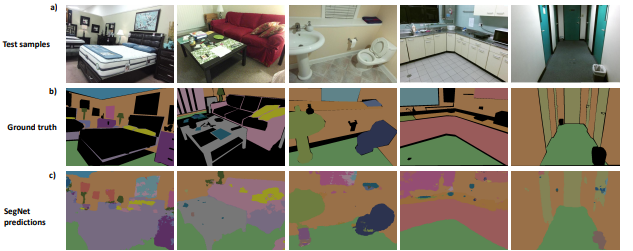 a)
Test samples
b)
Ground truth
c)
SegNet
predictions